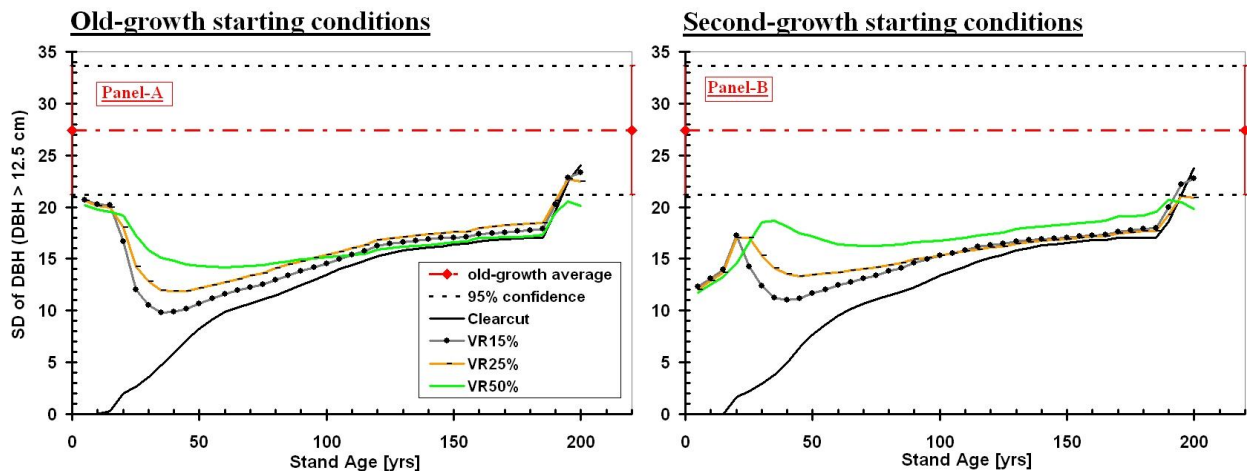 Old-growth starting conditions
Second-growth starting conditions
SD of DBH (DBH > 12.5 cm)
35
30
25
20
15
10
5
0
Panel-A
old-growth average
95% confidence
Clearcut
VR15%
VR25%
VR50%
0 50 100 150 200
Stand Age [yrs]
35
30
25
20
15
10
5
0
Panel-B
0 50 100 150 200
Stand Age [yrs]